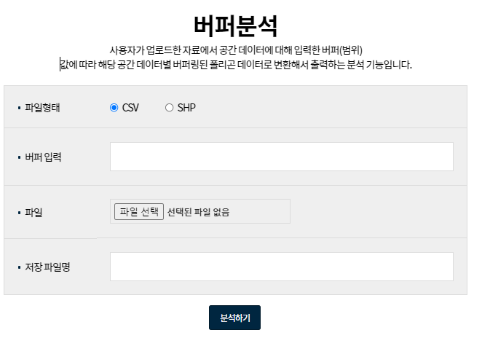 버퍼분석
사용자가 업로드한 자료에서 공간 데이터에 대해 입력한 버퍼(범위)
값에 따라 해당 공간 데이터별 버퍼링된 폴리곤 데이터로 변환해서 출력하는 분석 기능입니다.
• 파일형태 CSV SHP
• 버퍼 입력
• 파일 파일 선택 선택된 파일 없음
• 저장 파일명
분석하기